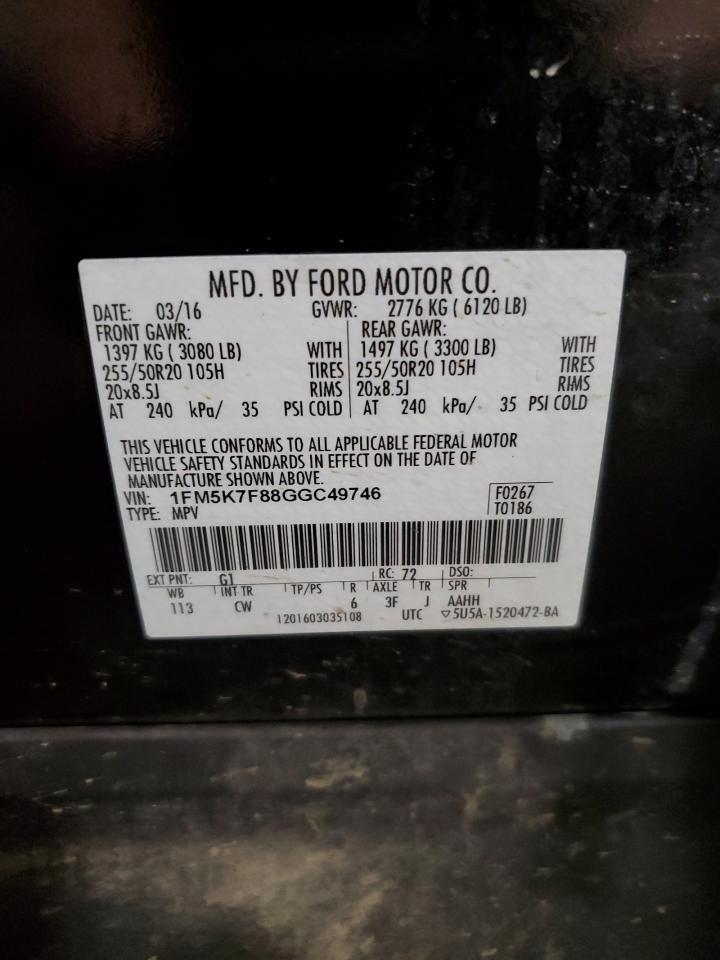 MFD. BY FORD MOTOR CO.
DATE: 03/16 GVWR: 2776 KG ( 6120 LB)
FRONT GAWR: REAR GAWR:
1397 KG ( 3080 LB) WITH 1497 KG ( 3300 LB) WITH
255/50R20 105H TIRES 255/50R20 105H TIRES
20x8.5J RIMS 20x8.5J RIMS
AT 240 kPa/ 35 PSI COLD AT 240 kPa/ 35 PSI COLD
THIS VEHICLE CONFORMS TO ALL APPLICABLE FEDERAL MOTOR
VEHICLE SAFETY STANDARDS IN EFFECT ON THE DATE OF
MANUFACTURE SHOWN ABOVE.
VIN: 1FM5K7F88GGC49746 F0267
TYPE: MPV T0186
EXT PNT: G1 RC: 72 DSO:
WB INT TR TP/PS R AXLE TR SPR
113 CW 6 3F J AAHH
1201603035108 UTC ▽5U5A-1520472-BA